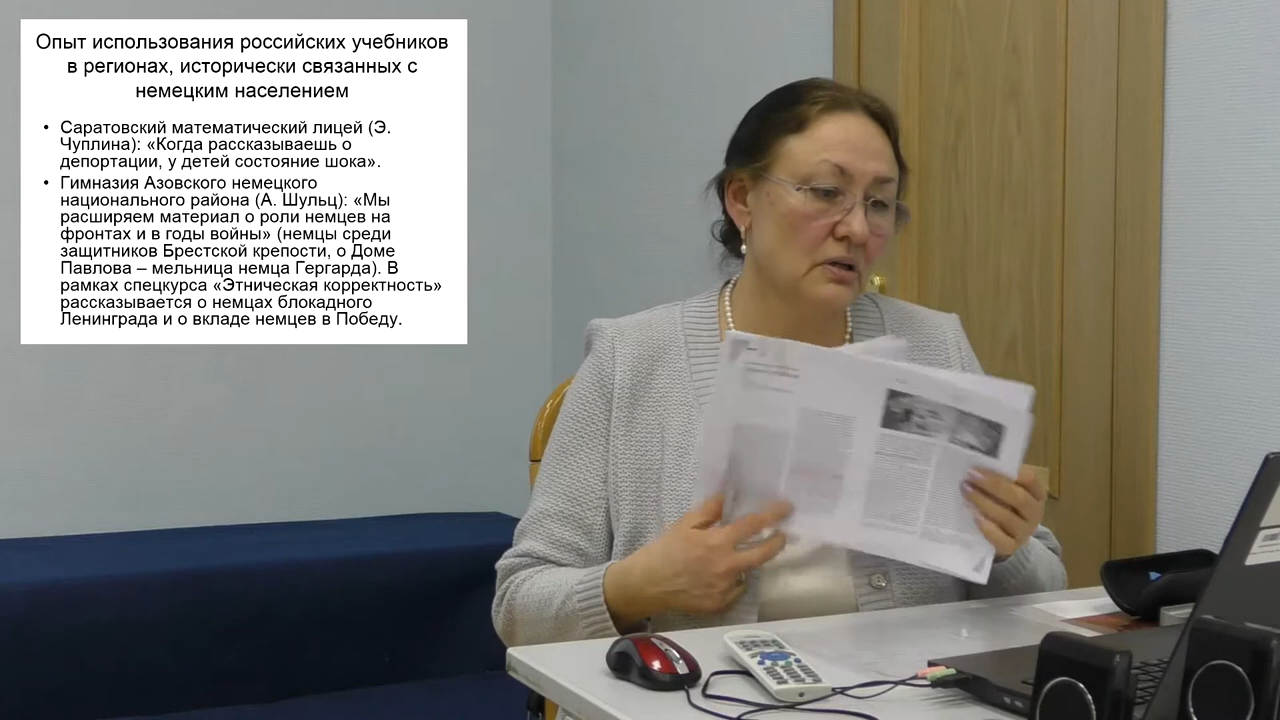 Опыт использования российских учебников
в регионах, исторически связанных с
немецким населением
• Саратовский математический лицей (Э.
Чуплина): «Когда рассказываешь о
депортации, у детей состояние шока».
• Гимназия Азовского немецкого
национального района (А. Шульц): «Мы
расширяем материал о роли немцев на
фронтах и в годы войны» (немцы среди
защитников Брестской крепости, о Доме
Павлова – мельница немца Гергарда). В
рамках спецкурса «Этническая корректность»
рассказывается о немцах блокадного
Ленинграда и о вкладе немцев в Победу.